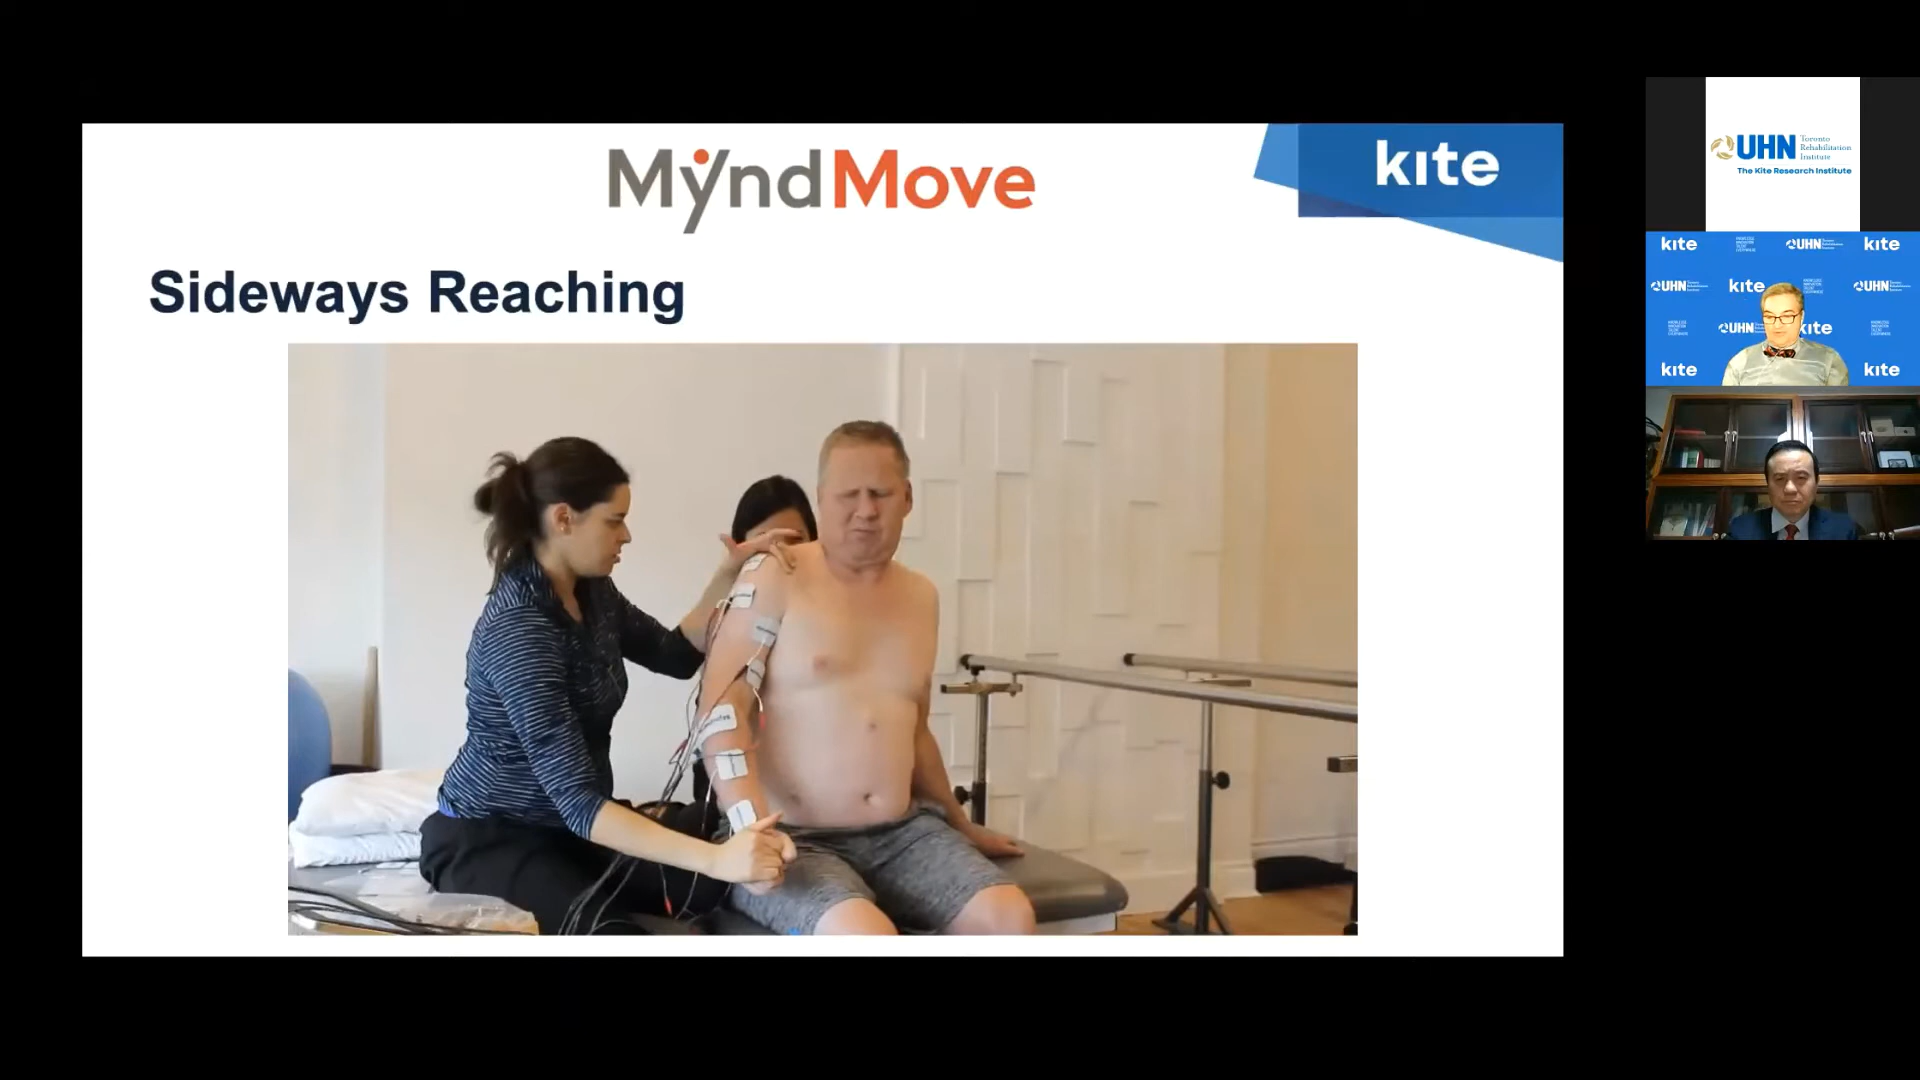 MyndMove
kite
Sideways Reaching
UHN
Toronto
Rehabilitation
Institute
The Kite Research Institute
kite
UHN
kite
UHN
kite
UHN
UHN
kite
kite
kite